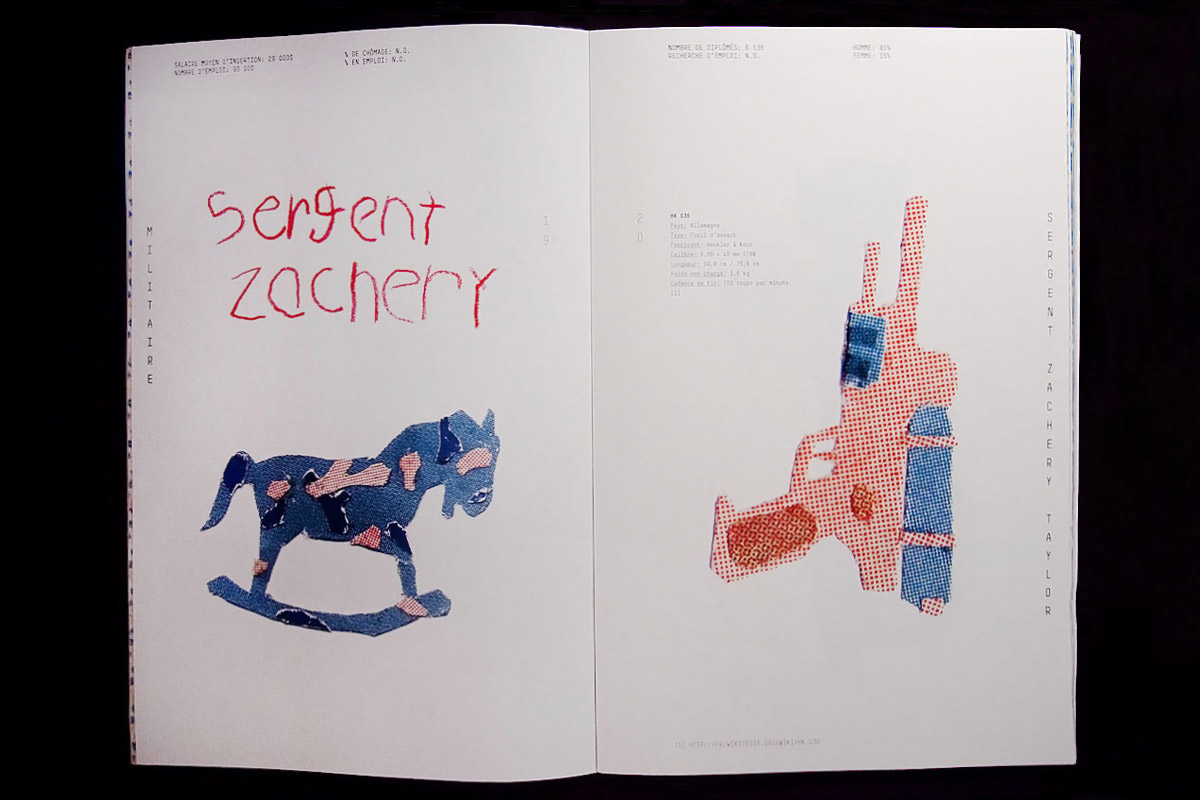 SALAIRE MOYEN D'INSERTION: 2R 000$
NOMBRE D'EMPLOI: 60 000
% DE CHÔMAGE: N.O.
% EN EMPLOI: N.O.
MILITAIRE
sergent
zachery
19
NOMBRE DE DIPLÔMÉS: 6 536
RECHERCHE D'EMPLOI: N.O.
HOMME: 85%
FEMME: 15%
20
HK G36
Pays: Allemagne
Type: Fusil d'assaut
Fabricant: Heckler & Koch
Calibre: 5,56 × 45 mm OTAN
Longueur: 99,8 cm / 75,8 cm
Poids non chargé: 3,6 kg
Cadence de tir: 750 coups par minute
[1]
SERGENT ZACHERY TAYLOR
[1] HTTP://FR.WIKIPEDIA.ORG/WIKI/HK_G36